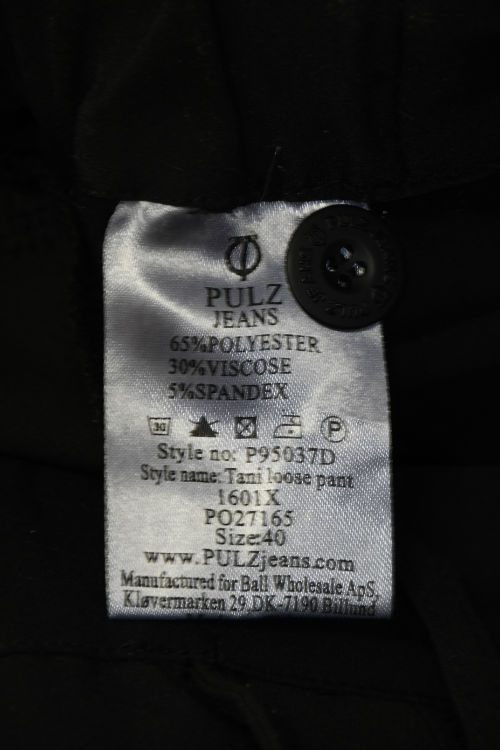 PULZ
JEANS
65%POLYESTER
30%VISCOSE
5%SPANDEX
30
P
Style no: P95037D
Style name: Tani loose pant
1601X
PO27165
Size:40
www.PULZjeans.com
Manufactured for Ball Wholesale ApS,
Kløvermarken 29 DK-7190 Billund